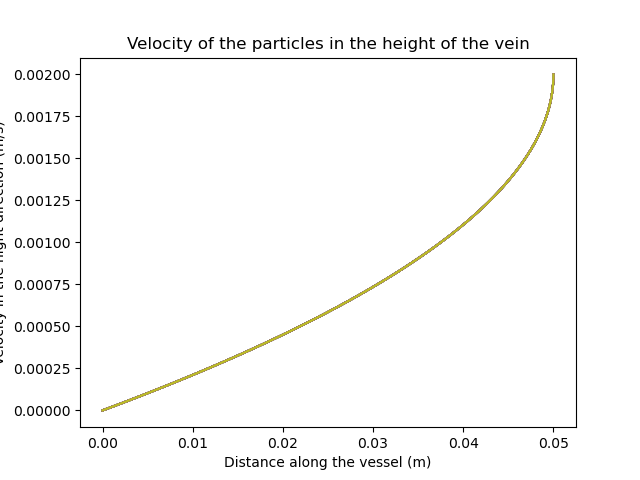 Velocity of the particles in the height of the vein
0.00200
0.00175
0.00150
0.00125
0.00100
0.00075
0.00050
0.00025
0.00000
in the
direction (m/s)
0.00 0.01 0.02 0.03 0.04 0.05
Distance along the vessel (m)